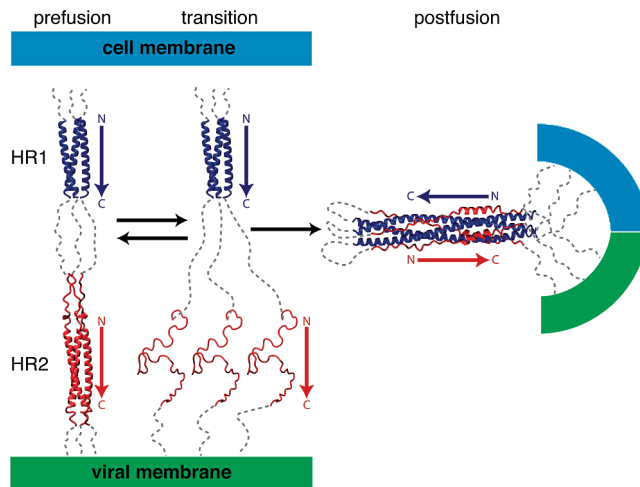 prefusion transition postfusion
cell membrane
HR1
N
C
N
C
C N
N C
HR2
N
C
N
C
viral membrane